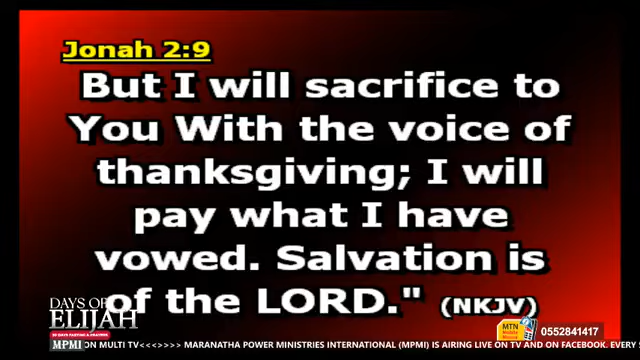 Jonah 2:9
But I will sacrifice to
You With the voice of
thanksgiving; I will
pay what I have
vowed. Salvation is
of the LORD." (NKJV)
DAYS OF
ELIJAH
MPMI
MTN
0552841417
ON MULTI TV<<<>>>> MARANATHA POWER MINISTRIES INTERNATIONAL (MPMI) IS AIRING LIVE ON TV AND ON FACEBOOK. EVERY